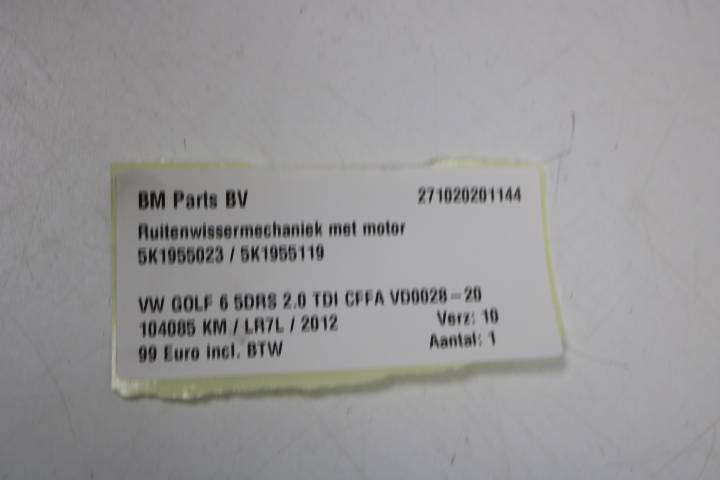 BM Parts BV 271020201144
Ruitenwissermechaniek met motor
5K1955023 / 5K1955119
VW GOLF 6 5DRS 2.0 TDI CFFA VD0028-20
104085 KM / LR7L / 2012 Verz: 10
99 Euro incl. BTW Aantal: 1